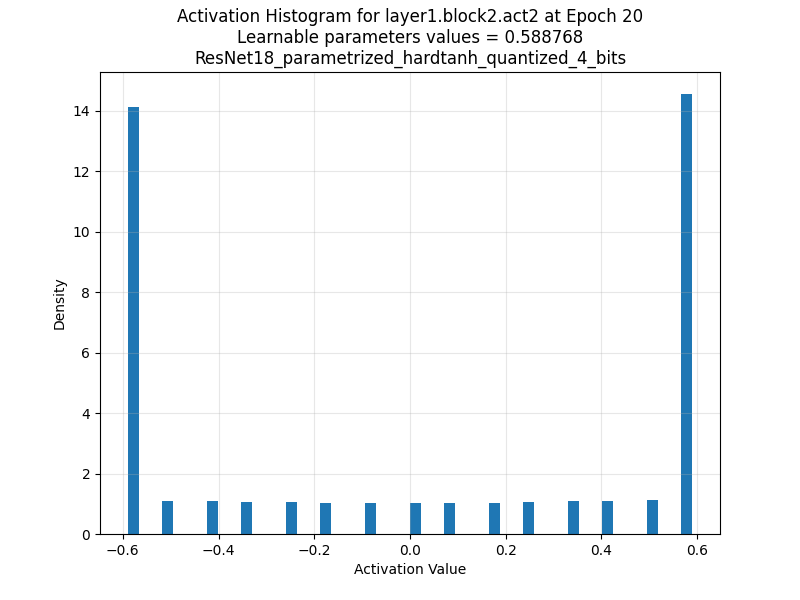 Activation Histogram for layer1.block2.act2 at Epoch 20
Learnable parameters values = 0.588768
ResNet18_parametrized_hardtanh_quantized_4_bits
14
12
10
8
6
4
2
0
Density
−0.6 −0.4 −0.2 0.0 0.2 0.4 0.6
Activation Value